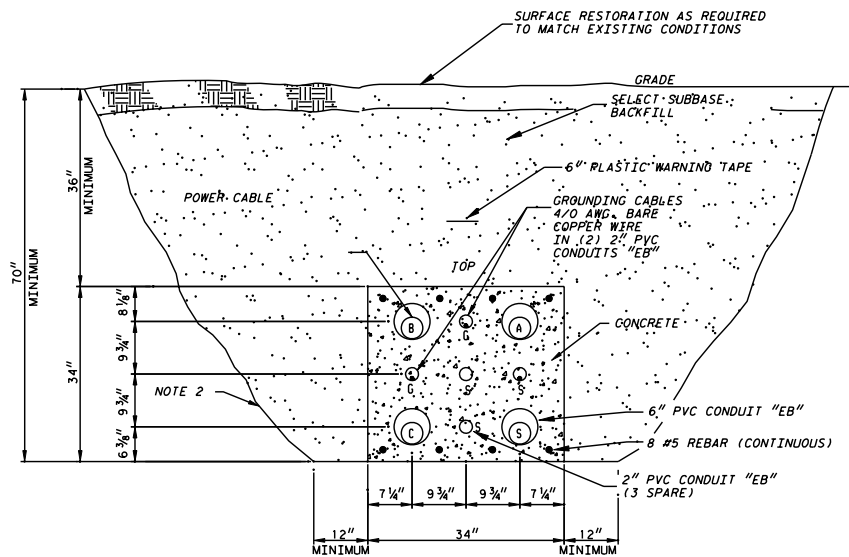 SURFACE RESTORATION AS REQUIRED
TO MATCH EXISTING CONDITIONS
GRADE
SELECT SUBBASE
BACKFILL
6" PLASTIC WARNING TAPE
POWER CABLE
GROUNDING CABLES
4/0 AWG. BARE
COPPER WIRE
IN (2) 2" PVC
CONDUITS "EB"
TOP
36"
MINIMUM
70"
MINIMUM
34"
8 1/8"
9 3/4"
9 3/4"
6 3/8"
B
G
A
CONCRETE
G
S
S
NOTE 2
C
S
S
6" PVC CONDUIT "EB"
8 #5 REBAR (CONTINUOUS)
2" PVC CONDUIT "EB"
(3 SPARE)
7 1/4"
9 3/4"
9 3/4"
7 1/4"
12"
MINIMUM
34"
12"
MINIMUM